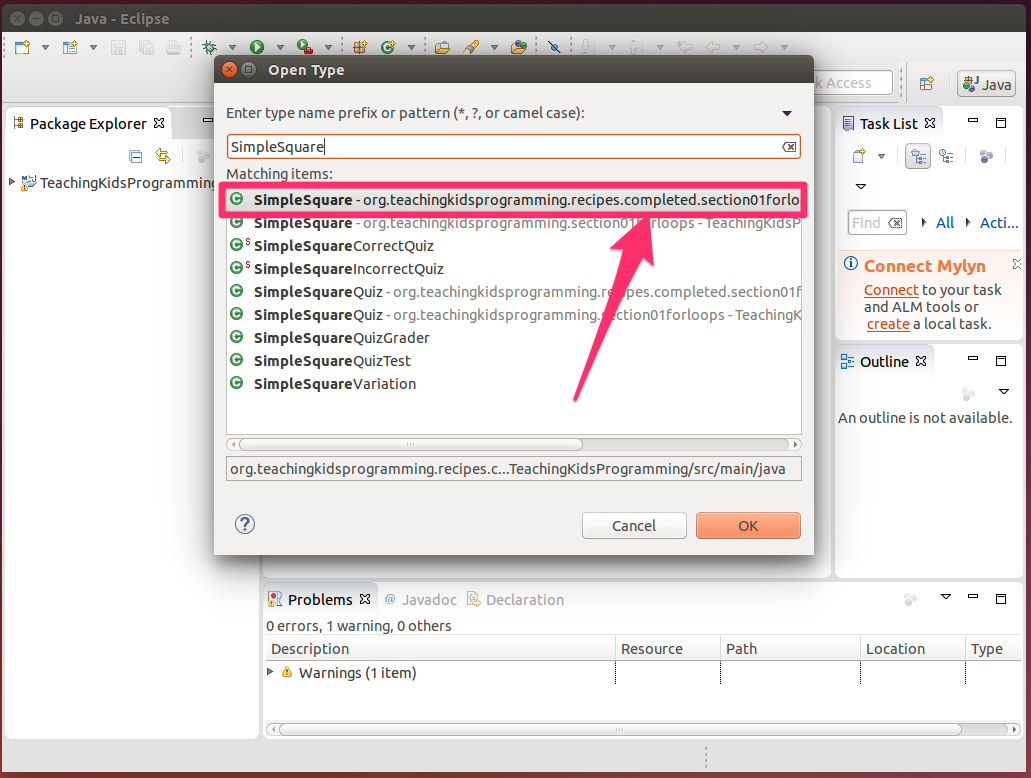 Java - Eclipse
k Access
Java
Package Explorer
TeachingKidsProgramming
Open Type
Enter type name prefix or pattern (*, ?, or camel case):
SimpleSquare
Matching items:
SimpleSquare - org.teachingkidsprogramming.recipes.completed.section01forlo
SimpleSquare - org.teachingkidsprogramming.section01forloops - TeachingKidsP
SimpleSquareCorrectQuiz
SimpleSquareIncorrectQuiz
SimpleSquareQuiz - org.teachingkidsprogramming.recipes.completed.section01f
SimpleSquareQuiz - org.teachingkidsprogramming.section01forloops - TeachingK
SimpleSquareQuizGrader
SimpleSquareQuizTest
SimpleSquareVariation
org.teachingkidsprogramming.recipes.c...TeachingKidsProgramming/src/main/java
Cancel
OK
Task List
Find
All
Acti...
Connect Mylyn
Connect to your task
and ALM tools or
create a local task.
Outline
An outline is not available.
Problems
@ Javadoc
Declaration
0 errors, 1 warning, 0 others
Description Resource Path Location Type
Warnings (1 item)